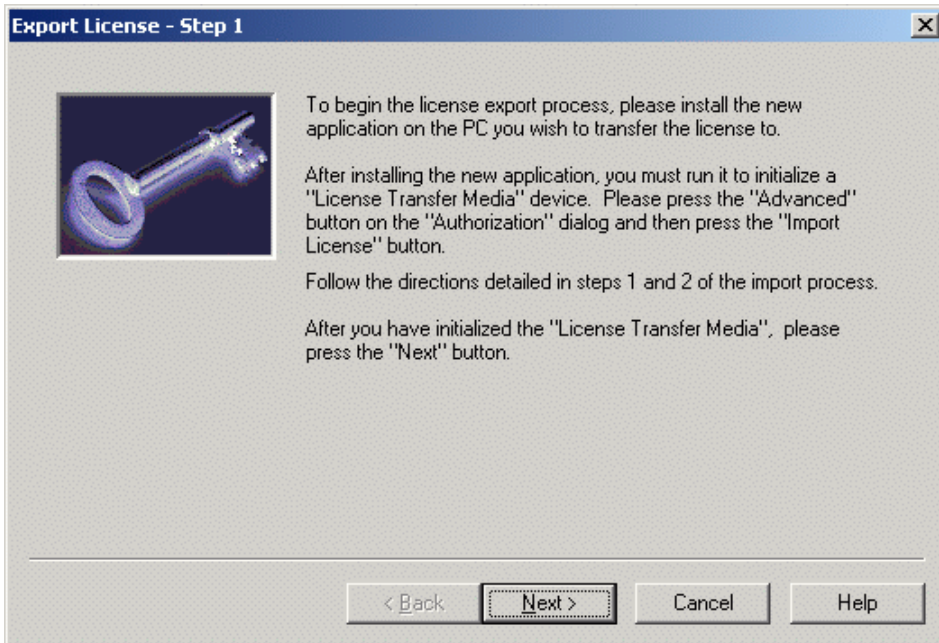 Export License - Step 1
To begin the license export process, please install the new
application on the PC you wish to transfer the license to.
After installing the new application, you must run it to initialize a
"License Transfer Media" device.  Please press the "Advanced"
button on the "Authorization" dialog and then press the "Import
License" button.
Follow the directions detailed in steps 1 and 2 of the import process.
After you have initialized the "License Transfer Media",  please
press the "Next" button.
< Back
Next >
Cancel
Help